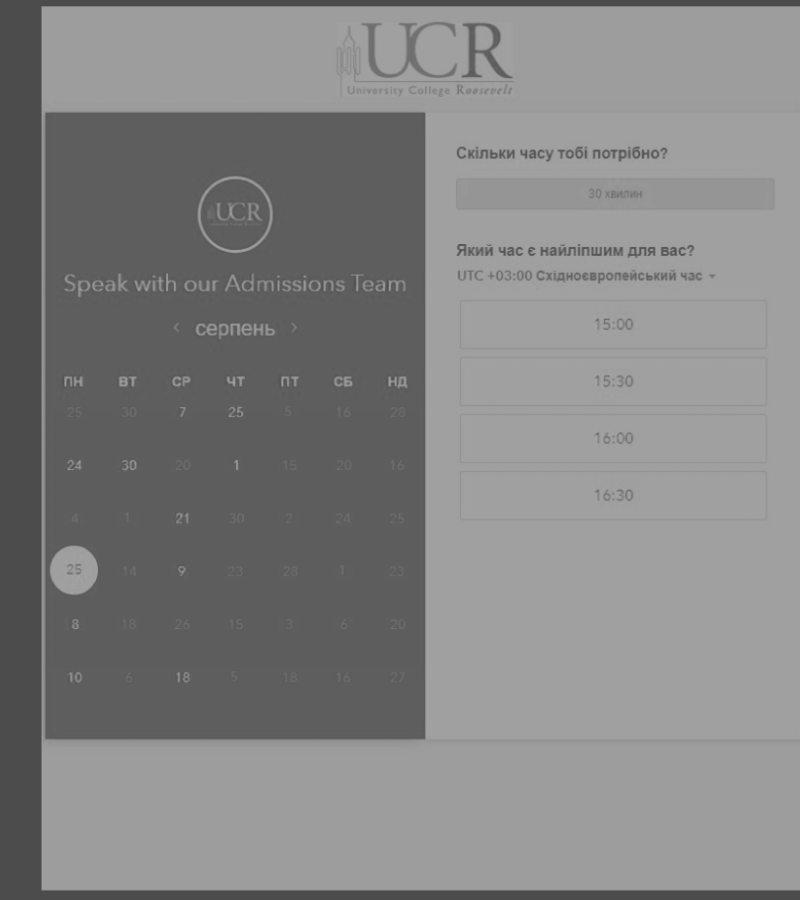 UCR
University College Roosevelt
UCR
Speak with our Admissions Team
< серпень >
ПН ВТ СР ЧТ ПТ СБ НД
25 30 7 25 5 16 28
24 30 20 1 15 20 16
4 1 21 30 2 24 25
25 14 9 23 28 1 23
8 18 26 15 3 6 20
10 6 18 5 18 16 27
Скільки часу тобі потрібно?
30 хвилин
Який час є найліпшим для вас?
UTC +03:00 Східноєвропейський час
15:00
15:30
16:00
16:30